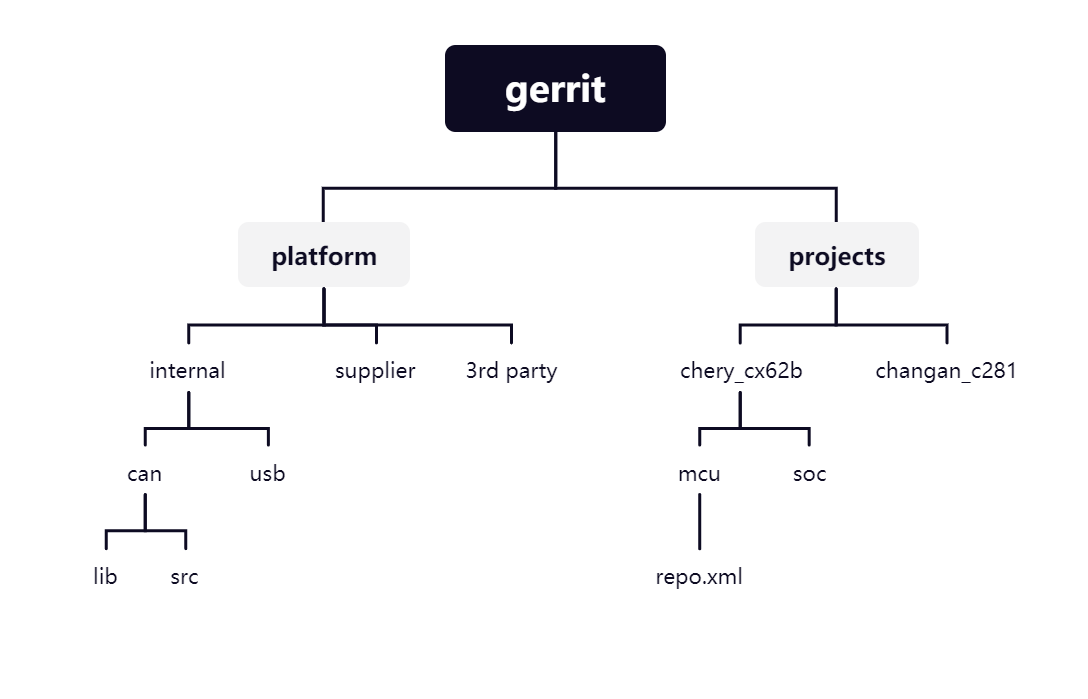 gerrit
platform
projects
internal
supplier
3rd party
chery_cx62b
changan_c281
can
usb
mcu
soc
lib
src
repo.xml